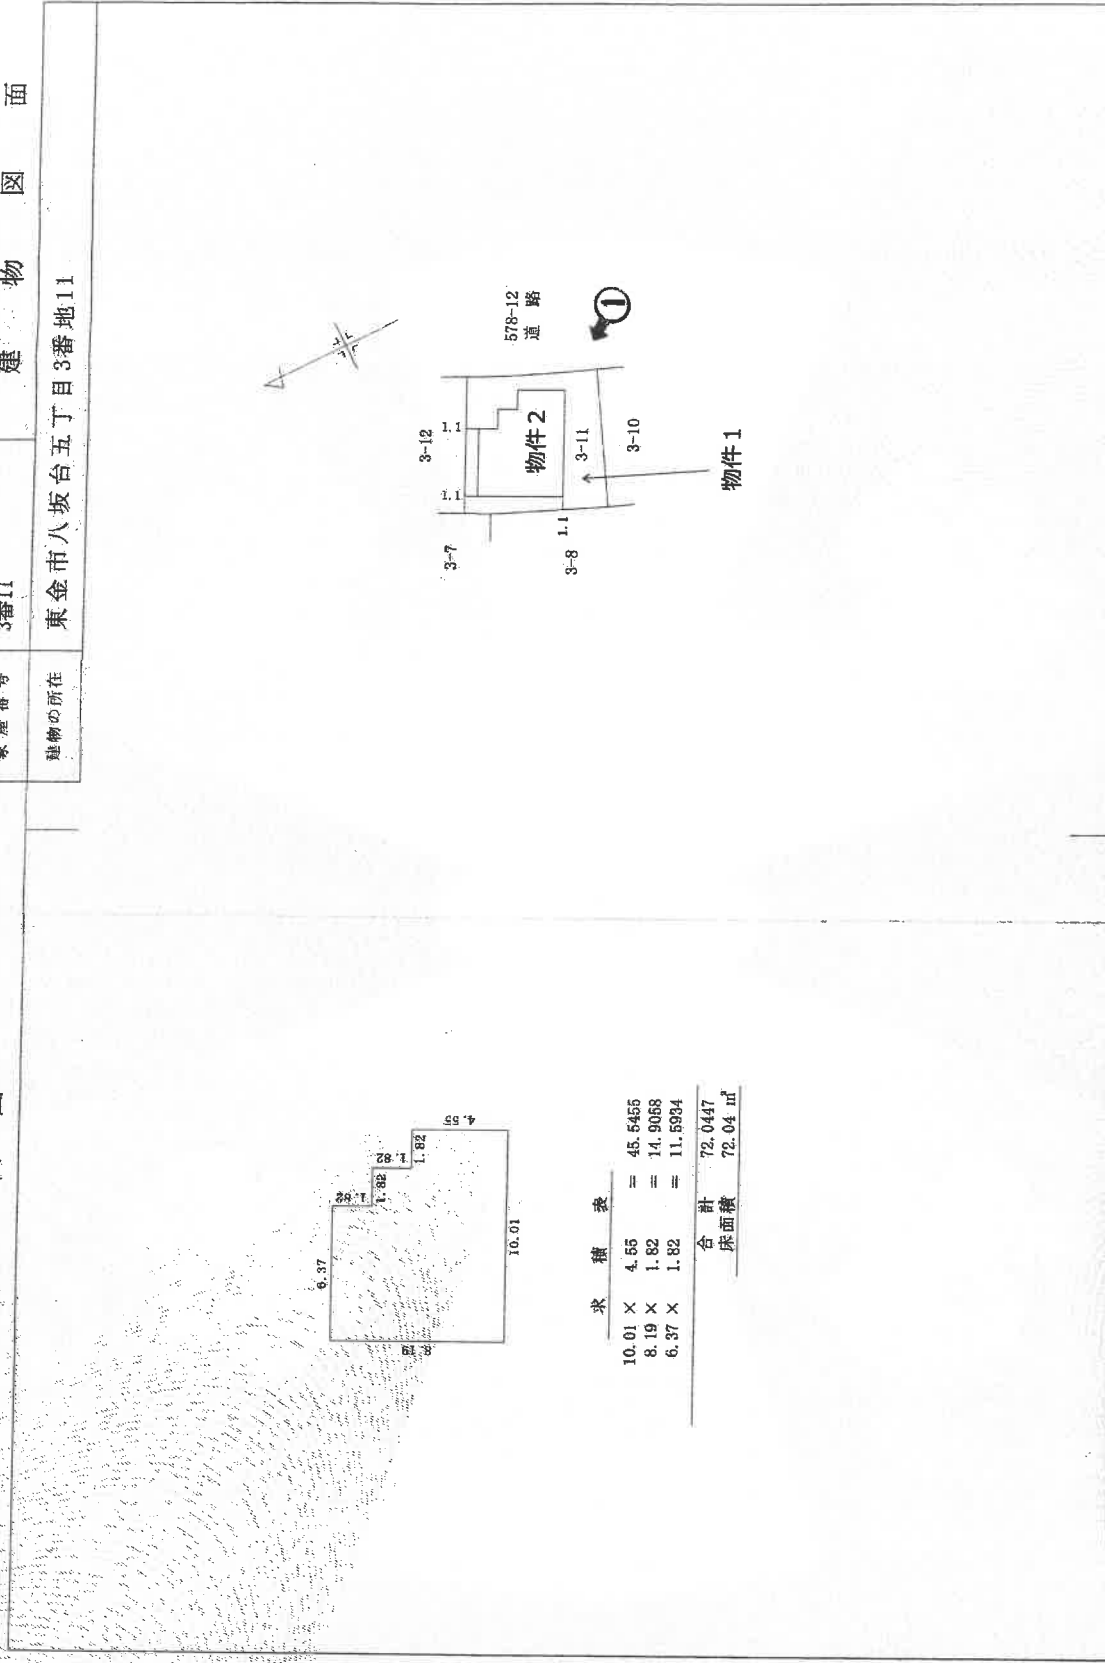 建物図面
家屋番号 3番11
建物の所在 東金市八坂台五丁目3番地11
578-12
道路
①
3-12
1.1
1.1
物件2
3-11
3-10
3-7
1.1
3-8
物件1
6.37
1.82
1.82
1.82
1.82
4.55
8.19
10.01
求積表
10.01 × 4.55 = 45.5455
8.19 × 1.82 = 14.9058
6.37 × 1.82 = 11.5934
合計 72.0447
床面積 72.04 ㎡